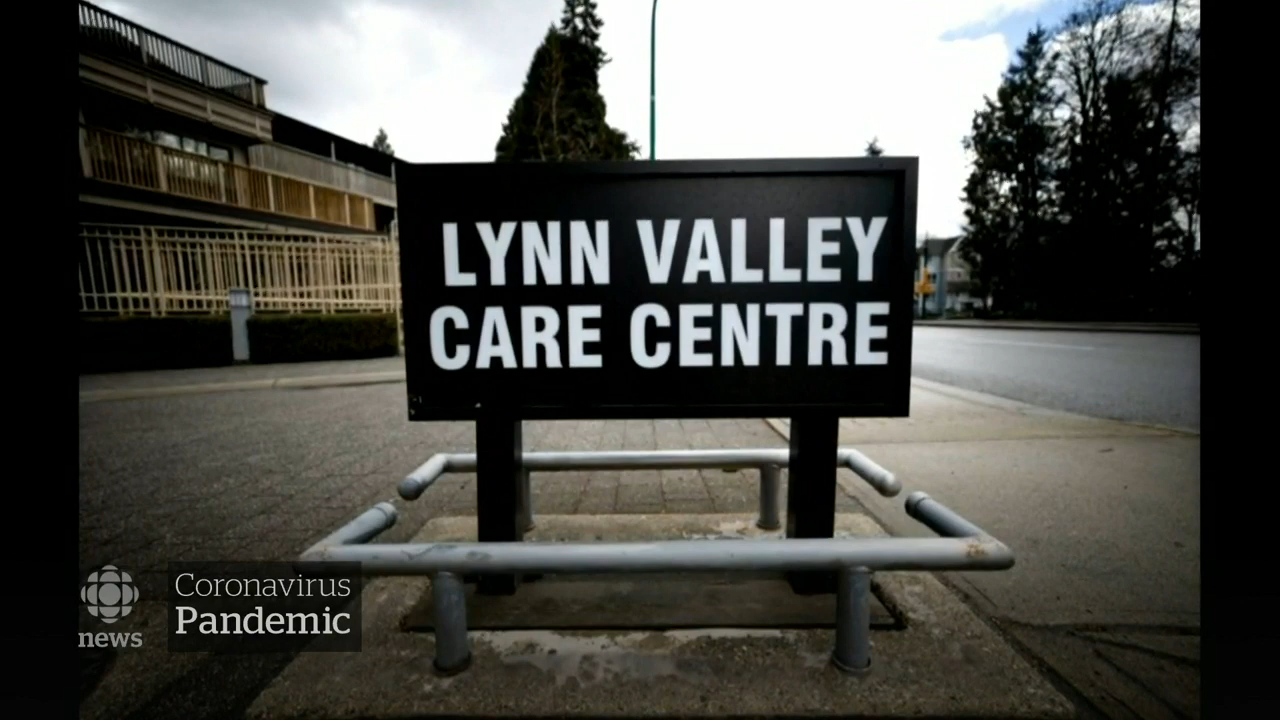 LYNN VALLEY
CARE CENTRE
Coronavirus
Pandemic
news